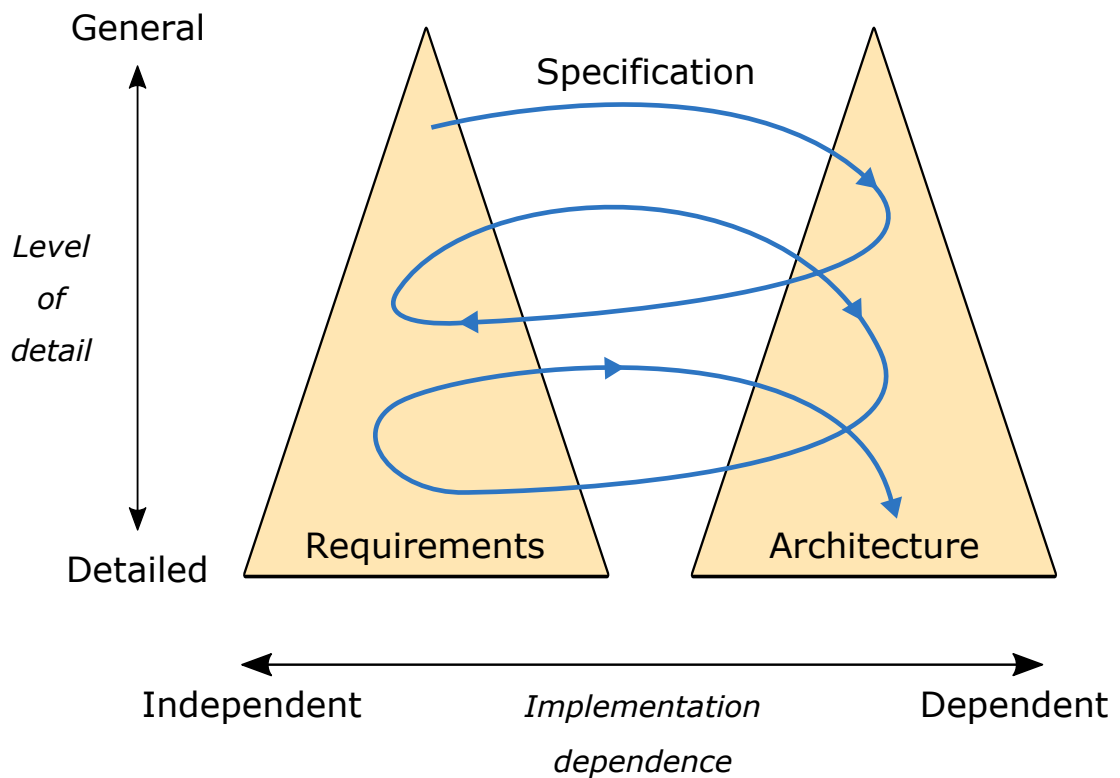 General
Specification
Level
of
detail
Requirements
Architecture
Detailed
Independent
Implementation
dependence
Dependent